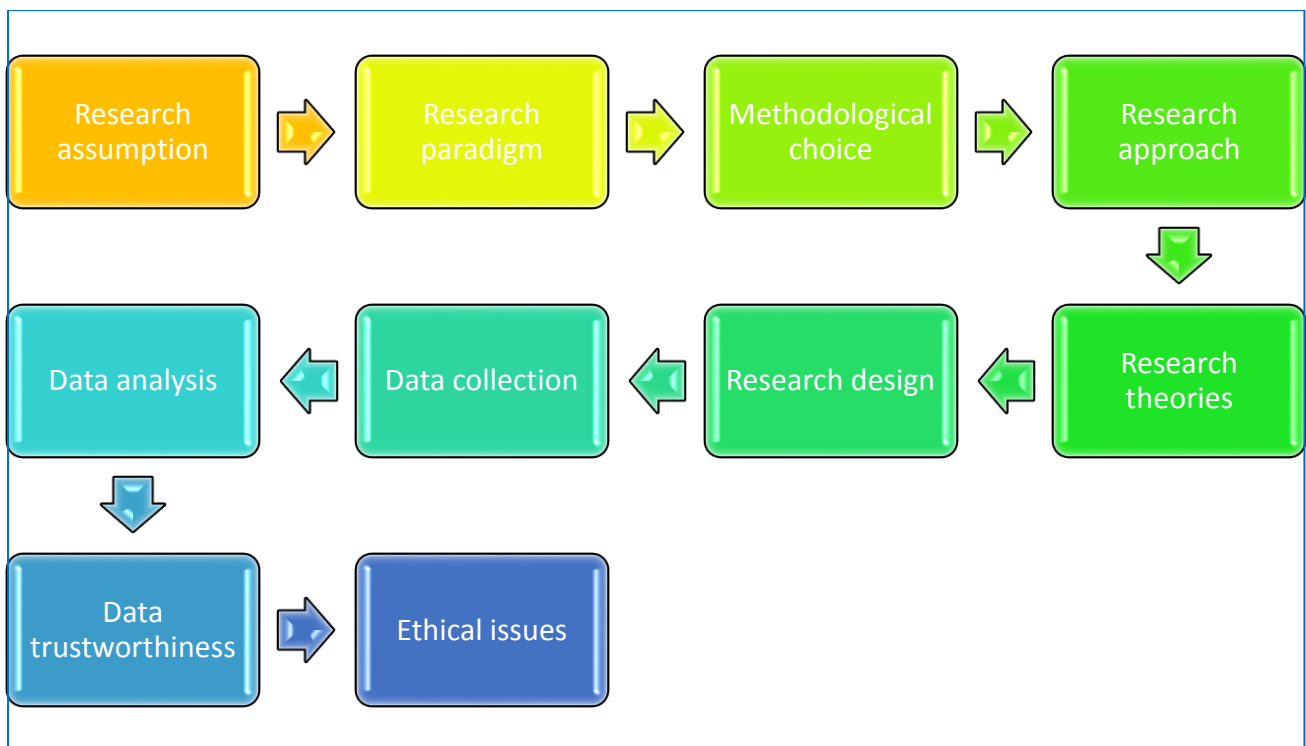 Research
assumption
Research
paradigm
Methodological
choice
Research
approach
Research
theories
Research design
Data collection
Data analysis
Data
trustworthiness
Ethical issues